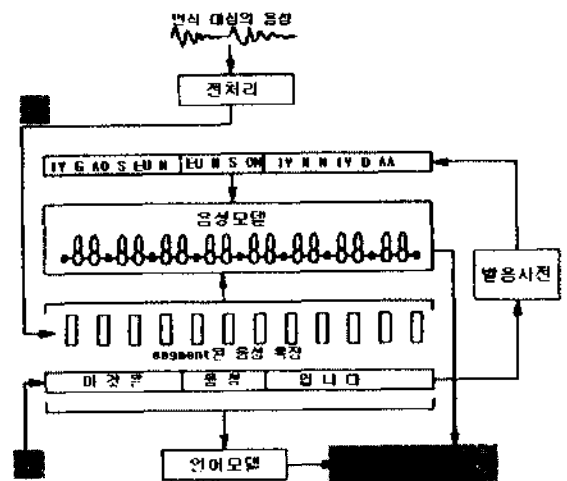 인식 대상의 음성
전처리
IY G AO S EU N EU M S ON IY N N IY D AA
음성모델
발음사전
segment된 음성 특징
이 것 은 음 성 입 니 다
언어모델